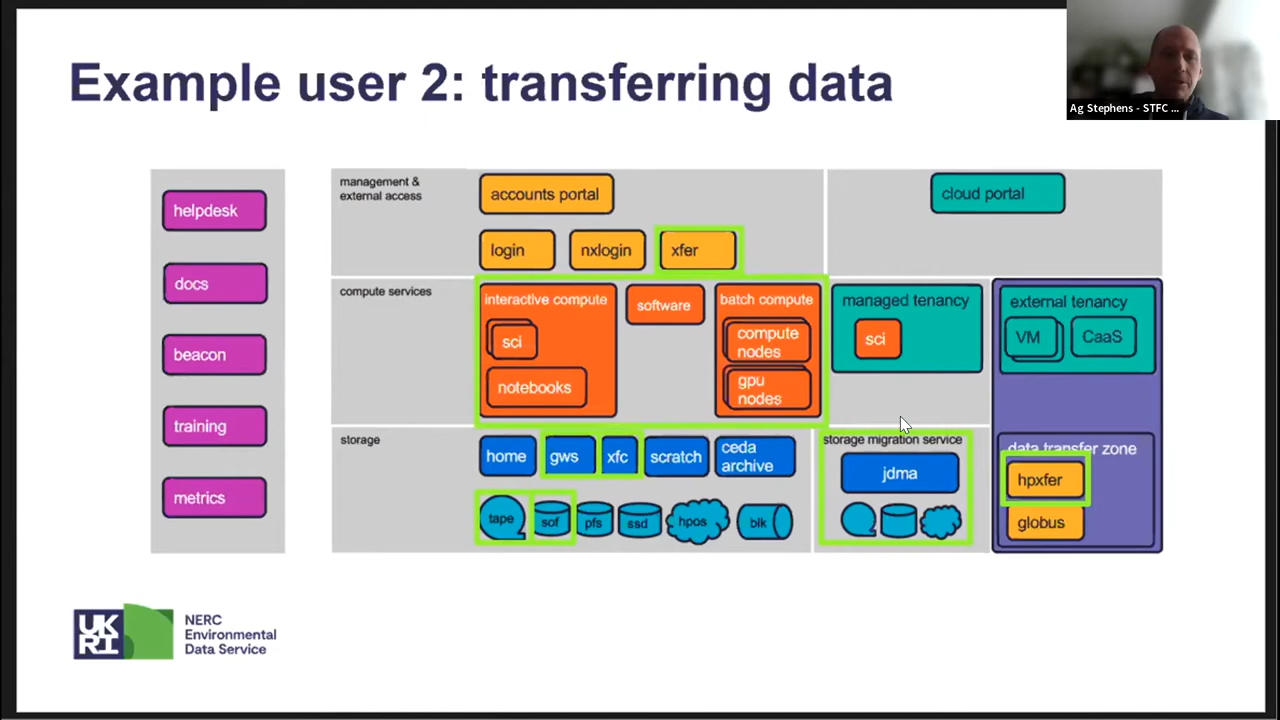 Example user 2: transferring data
Ag Stephens - STFC ...
helpdesk
docs
beacon
training
metrics
management &
external access
accounts portal
login
nxlogin
xfer
cloud portal
compute services
interactive compute
sci
notebooks
software
batch compute
compute
nodes
gpu
nodes
managed tenancy
sci
external tenancy
VM
CaaS
storage
home
gws
xfc
scratch
ceda
archive
tape
sof
pfs
ssd
hpos
blk
storage migration service
jdma
data transfer zone
hpxfer
globus
UK
RI
NERC
Environmental
Data Service